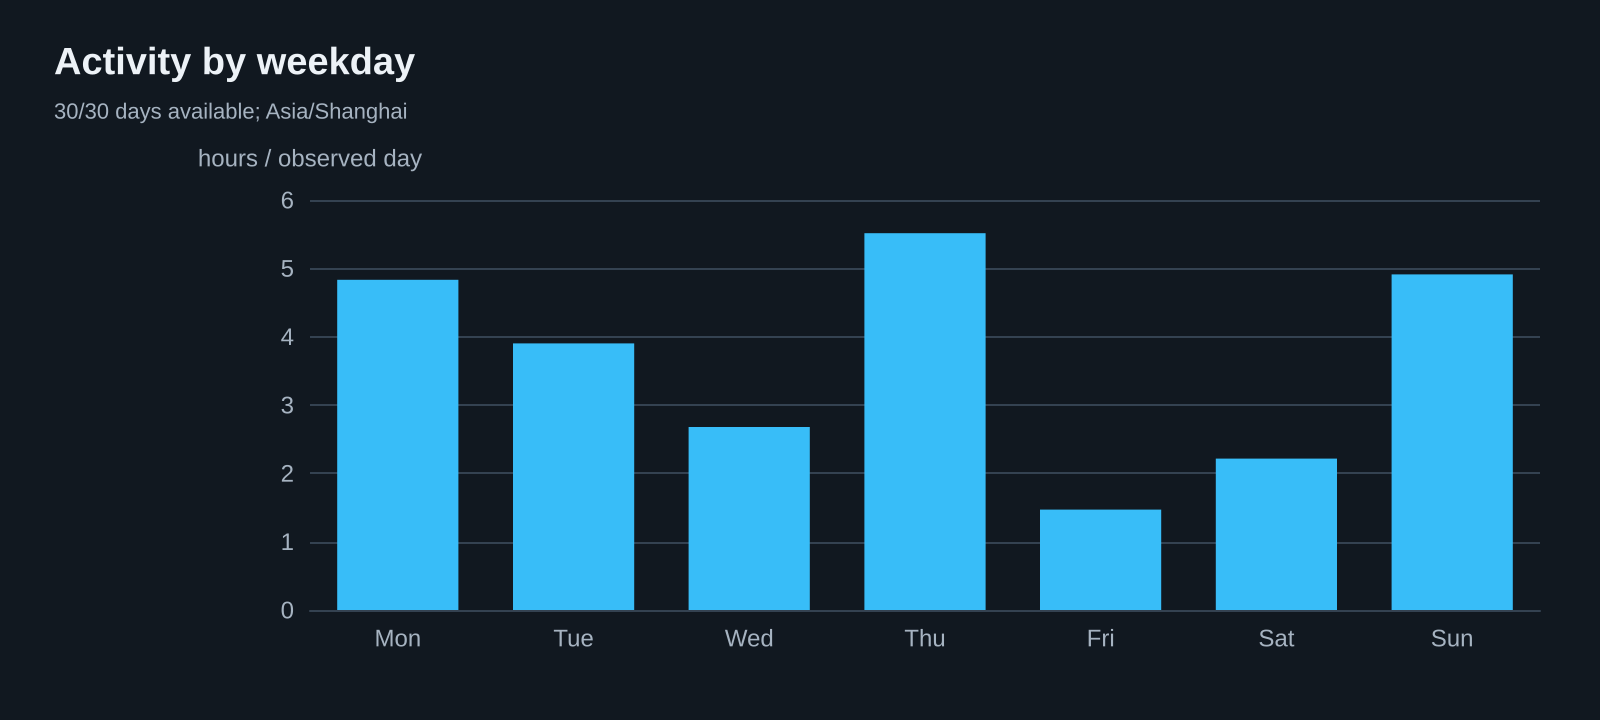 Activity by weekday
30/30 days available; Asia/Shanghai
hours / observed day
6
5
4
3
2
1
0
Mon Tue Wed Thu Fri Sat Sun